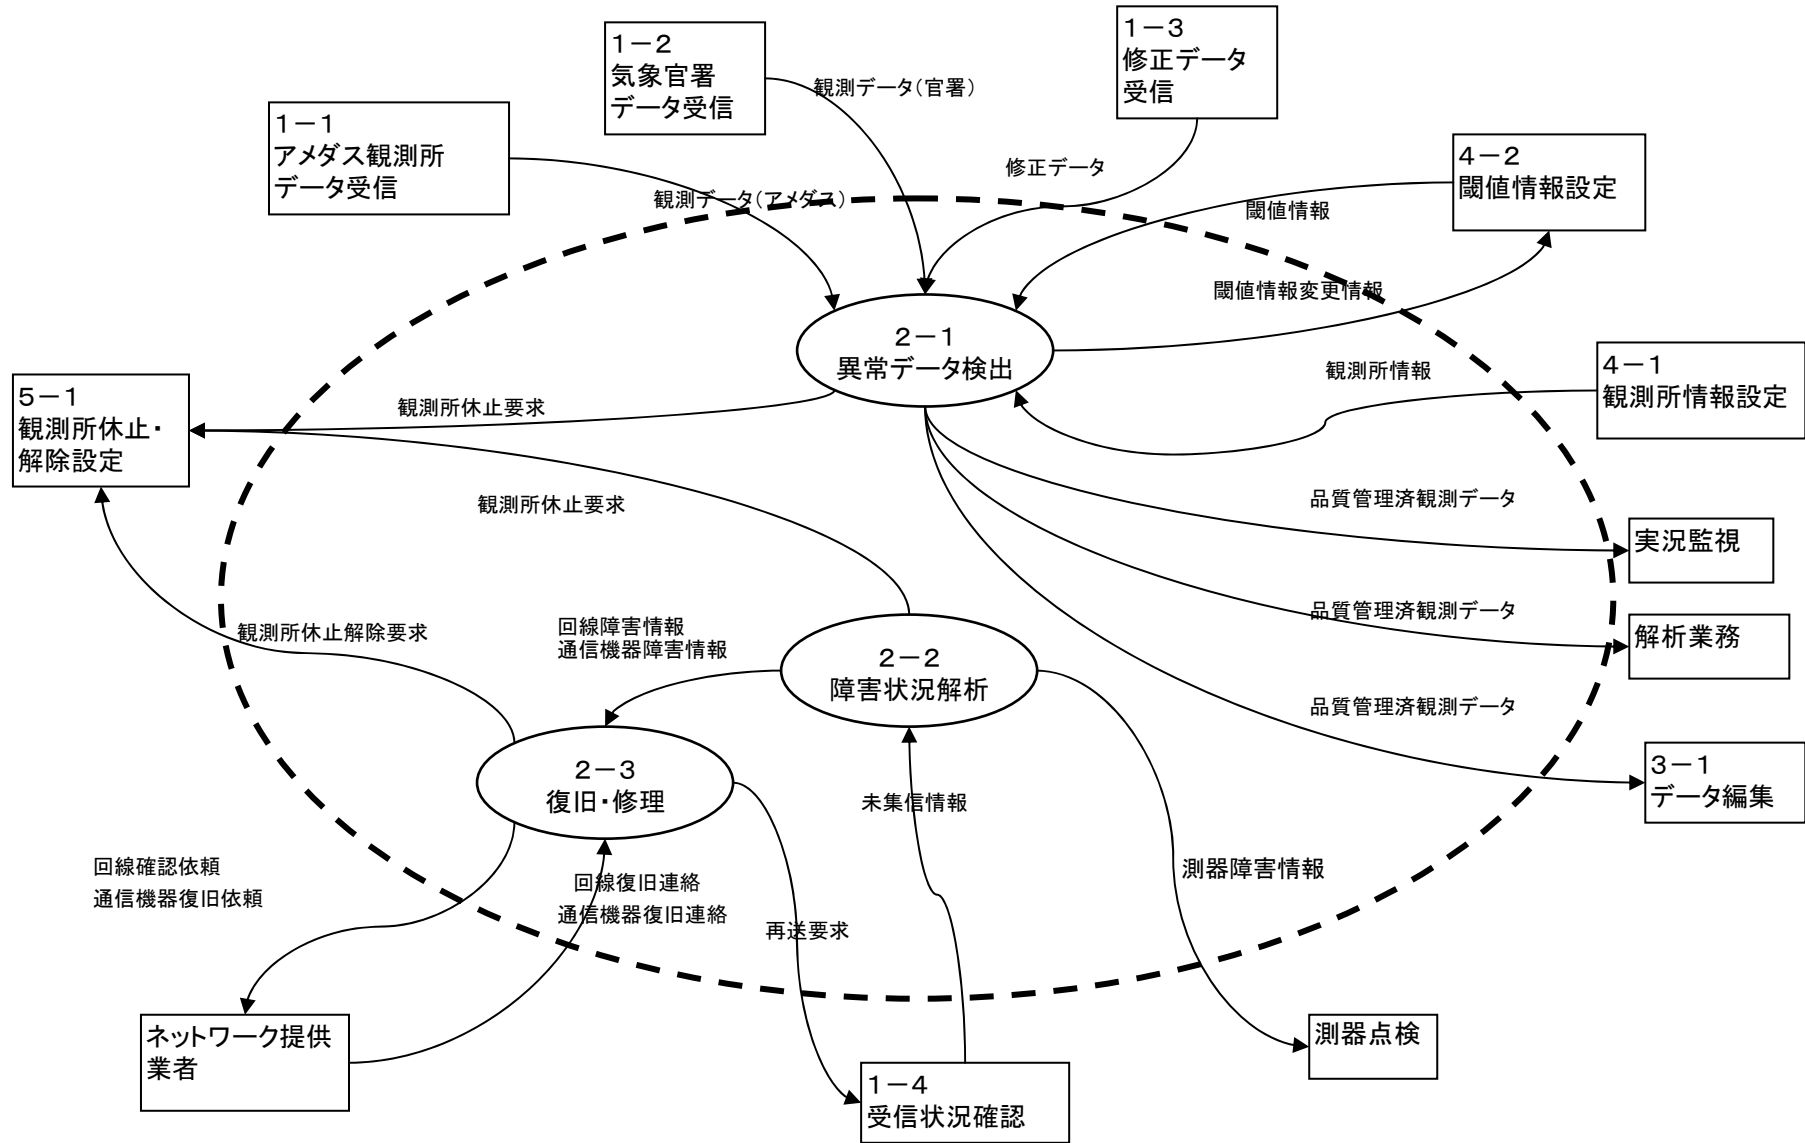 1－3
修正データ
受信
1－2
気象官署
データ受信
観測データ（官署）
1－1
アメダス観測所
データ受信
修正データ
4－2
閾値情報設定
観測データ（アメダス）
閾値情報
閾値情報変更情報
2－1
異常データ検出
4－1
観測所情報設定
観測所情報
5－1
観測所休止・
解除設定
観測所休止要求
観測所休止要求
品質管理済観測データ
実況監視
品質管理済観測データ
解析業務
観測所休止解除要求
回線障害情報
通信機器障害情報
2－2
障害状況解析
品質管理済観測データ
3－1
データ編集
2－3
復旧・修理
未集信情報
回線確認依頼
通信機器復旧依頼
回線復旧連絡
通信機器復旧連絡
再送要求
測器障害情報
ネットワーク提供
業者
測器点検
1－4
受信状況確認